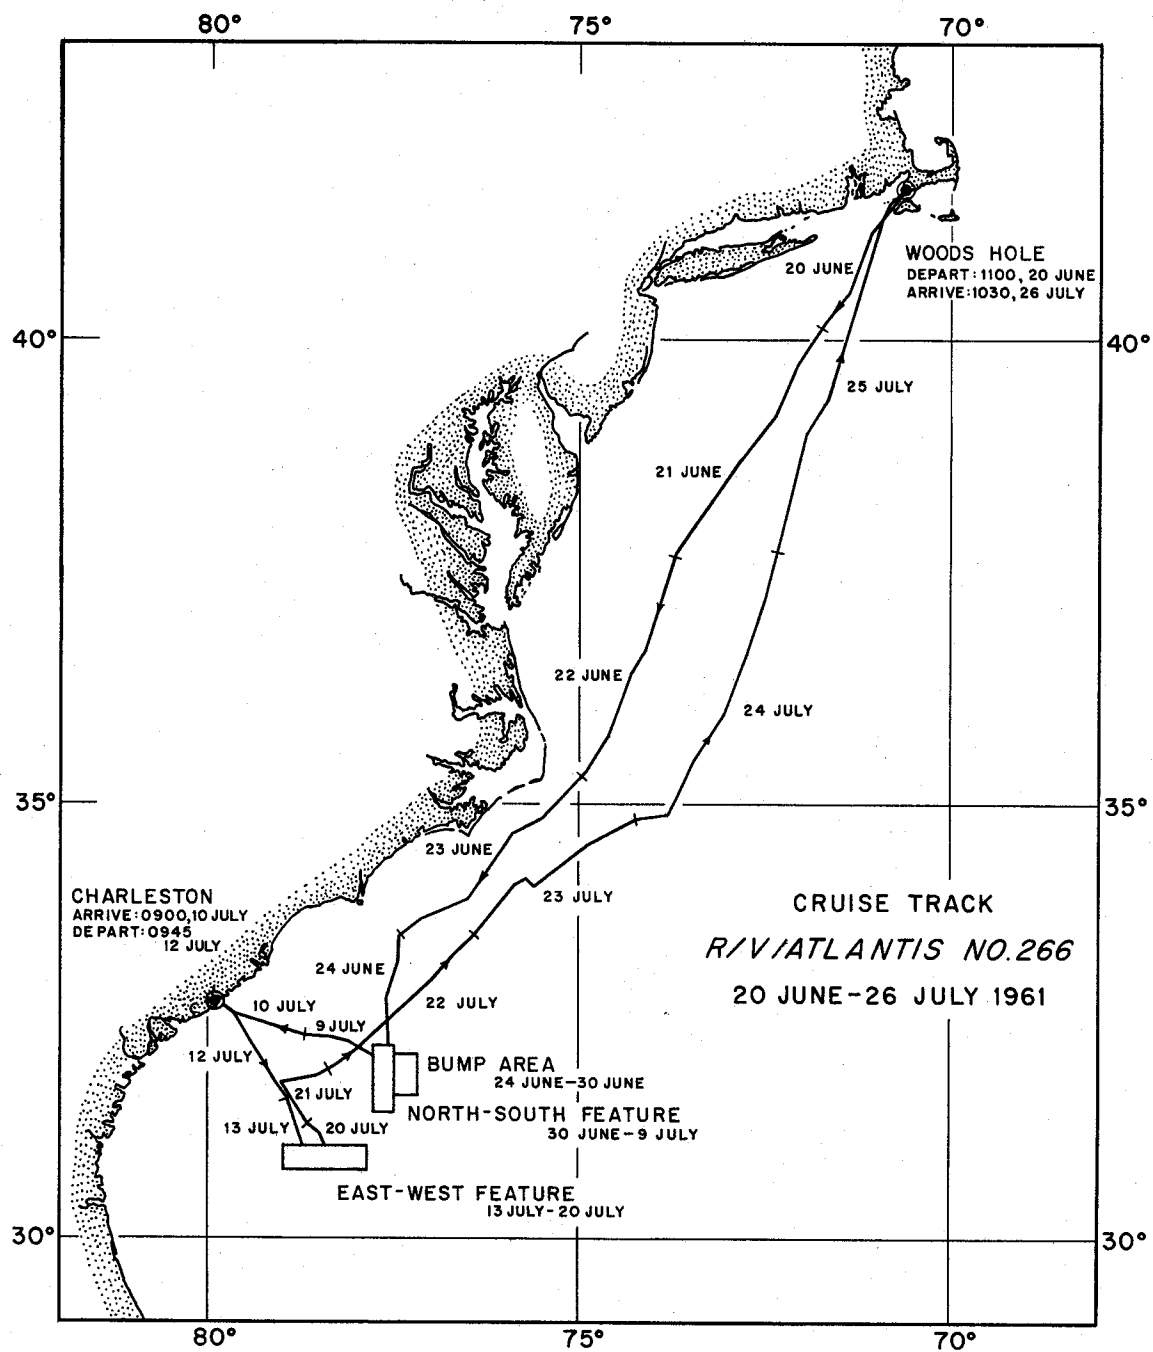 80° 75° 70°
WOODS HOLE
DEPART:1100, 20 JUNE
ARRIVE:1030, 26 JULY
20 JUNE
40° 40°
25 JULY
21 JUNE
22 JUNE
24 JULY
35° 35°
23 JUNE
23 JULY
CHARLESTON
ARRIVE:0900,10 JULY
DEPART:0945
12 JULY
CRUISE TRACK
R/V/ATLANTIS NO.266
20 JUNE-26 JULY 1961
24 JUNE
22 JULY
10 JULY
9 JULY
12 JULY
BUMP AREA
24 JUNE-30 JUNE
21 JULY
NORTH-SOUTH FEATURE
30 JUNE-9 JULY
13 JULY
20 JULY
EAST-WEST FEATURE
13 JULY-20 JULY
30° 30°
80° 75° 70°